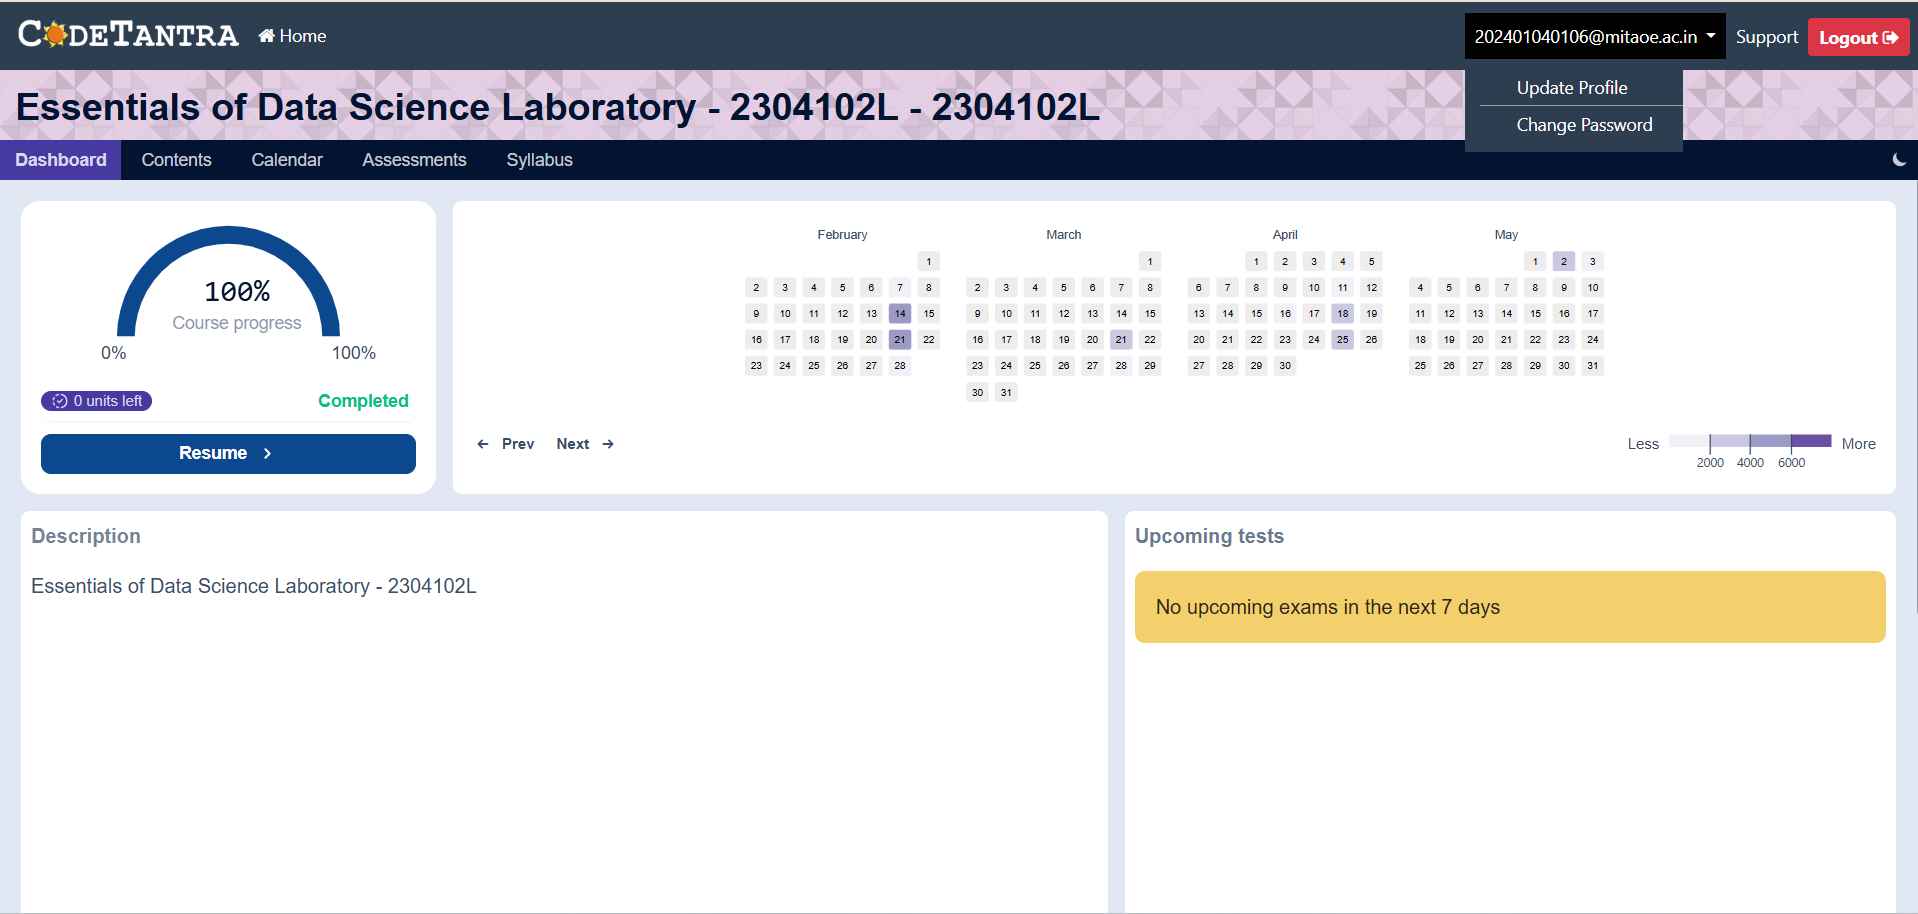 CODETANTRA Home 202401040106@mitaoe.ac.in Support Logout
Update Profile
Change Password
Essentials of Data Science Laboratory - 2304102L - 2304102L
Dashboard Contents Calendar Assessments Syllabus
100%
Course progress
0% 100%
0 units left Completed
Resume
February
1
2 3 4 5 6 7 8
9 10 11 12 13 14 15
16 17 18 19 20 21 22
23 24 25 26 27 28
March
1
2 3 4 5 6 7 8
9 10 11 12 13 14 15
16 17 18 19 20 21 22
23 24 25 26 27 28 29
30 31
April
1 2 3 4 5
6 7 8 9 10 11 12
13 14 15 16 17 18 19
20 21 22 23 24 25 26
27 28 29 30
May
1 2 3
4 5 6 7 8 9 10
11 12 13 14 15 16 17
18 19 20 21 22 23 24
25 26 27 28 29 30 31
Prev Next
Less More
2000 4000 6000
Description
Essentials of Data Science Laboratory - 2304102L
Upcoming tests
No upcoming exams in the next 7 days